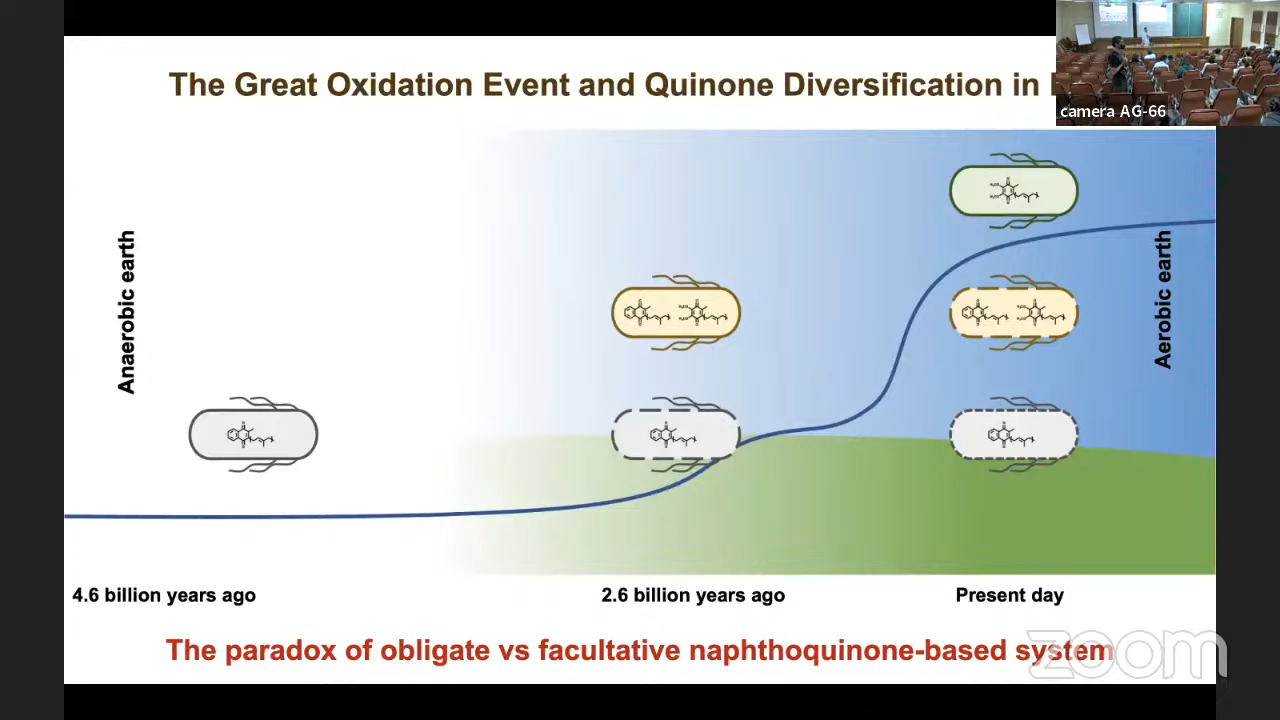 The Great Oxidation Event and Quinone Diversification in
camera AG-66
Anaerobic earth
Aerobic earth
4.6 billion years ago
2.6 billion years ago
Present day
The paradox of obligate vs facultative naphthoquinone-based system
zoom